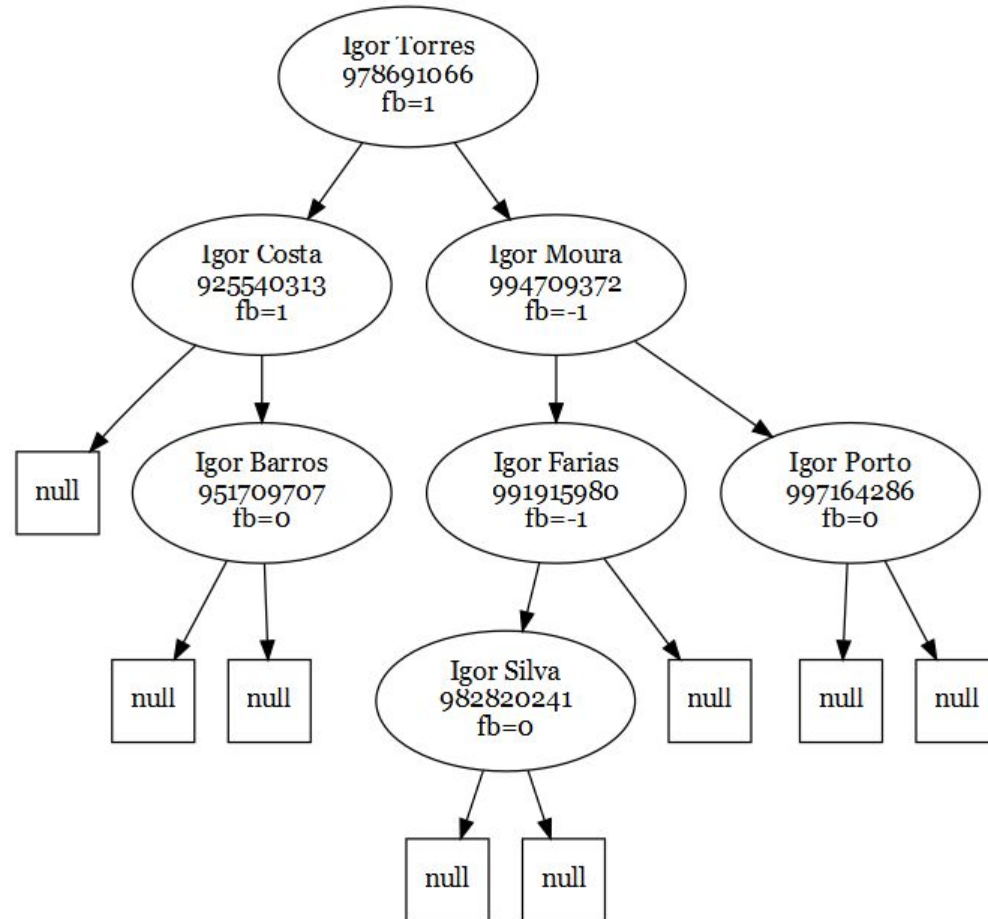 Igor Torres
978691066
fb=1
Igor Costa
925540313
fb=1
Igor Moura
994709372
fb=-1
null
Igor Barros
951709707
fb=0
Igor Farias
991915980
fb=-1
Igor Porto
997164286
fb=0
null
null
Igor Silva
982820241
fb=0
null
null
null
null
null